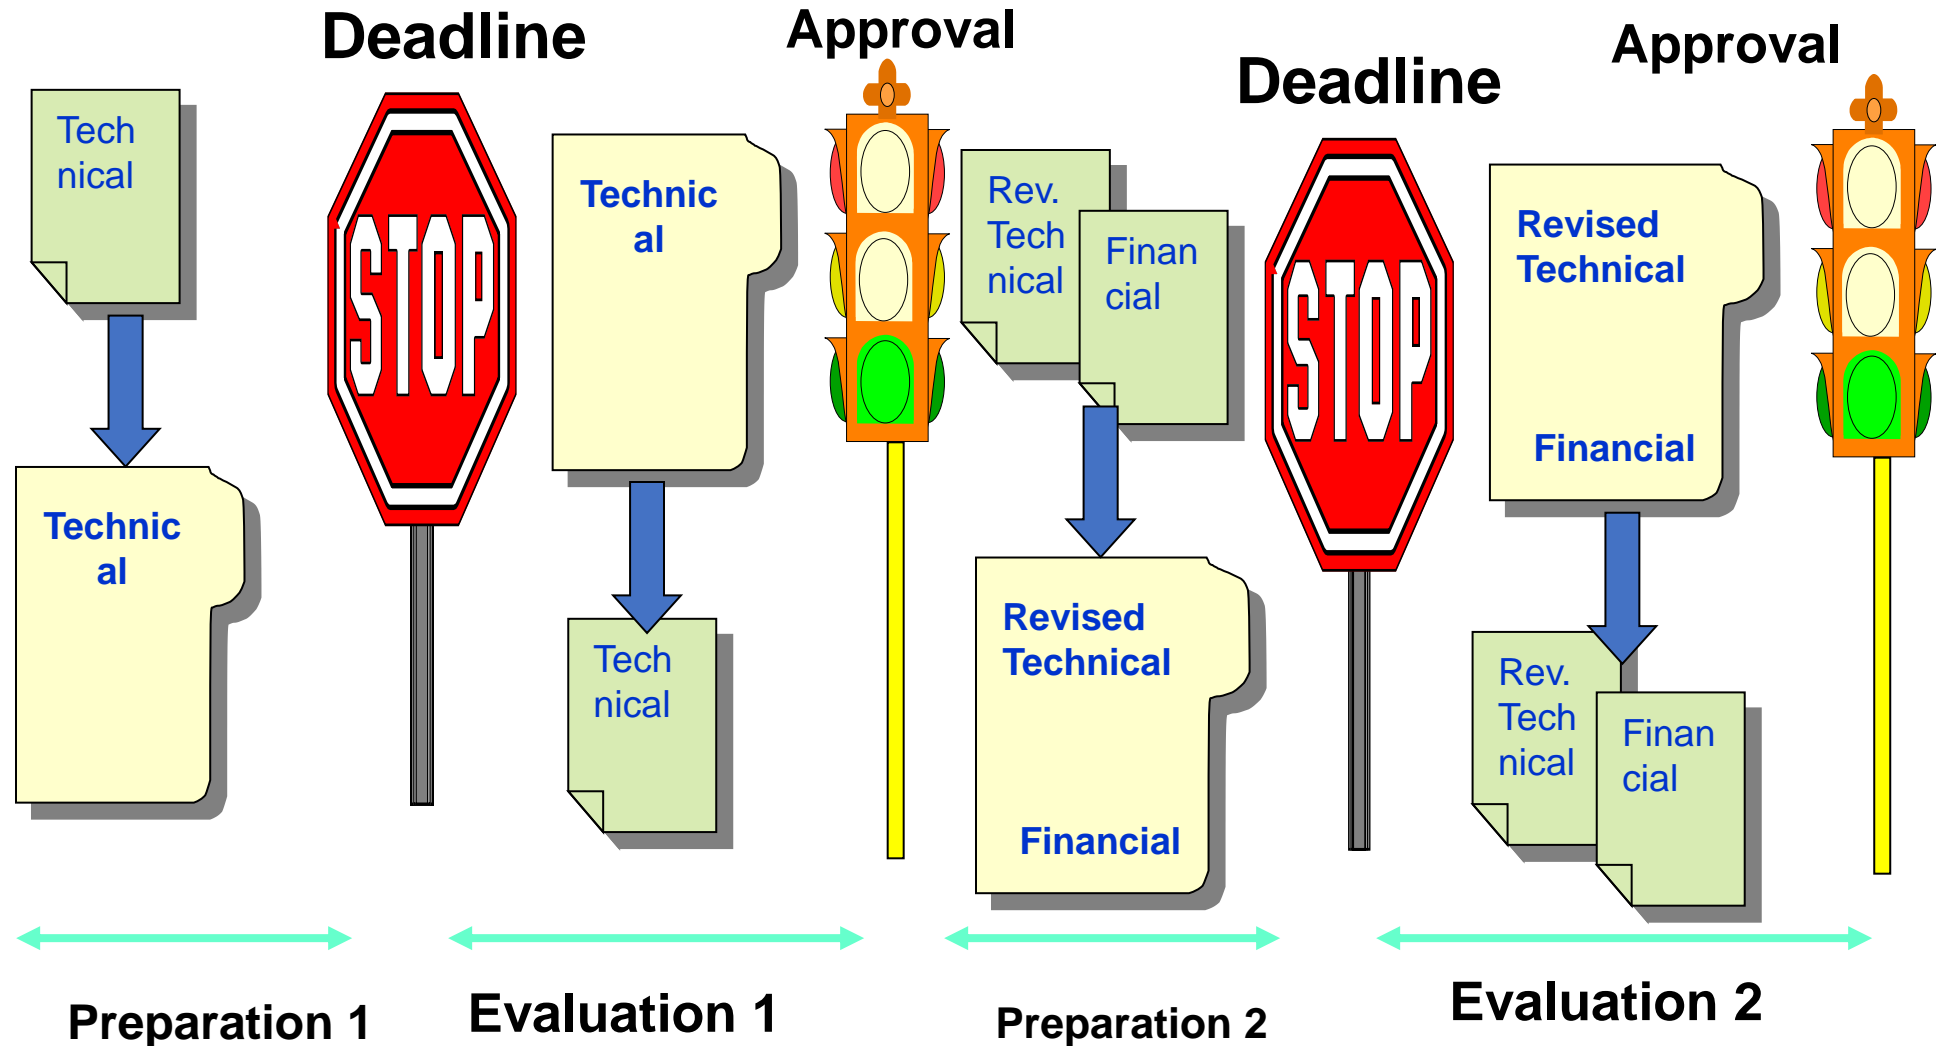 Deadline
Approval
Deadline
Approval
Tech
nical
Technic
al
STOP
Technic
al
Tech
nical
Rev.
Tech
nical
Finan
cial
Revised
Technical
Financial
STOP
Revised
Technical
Financial
Rev.
Tech
nical
Finan
cial
Preparation 1
Evaluation 1
Preparation 2
Evaluation 2